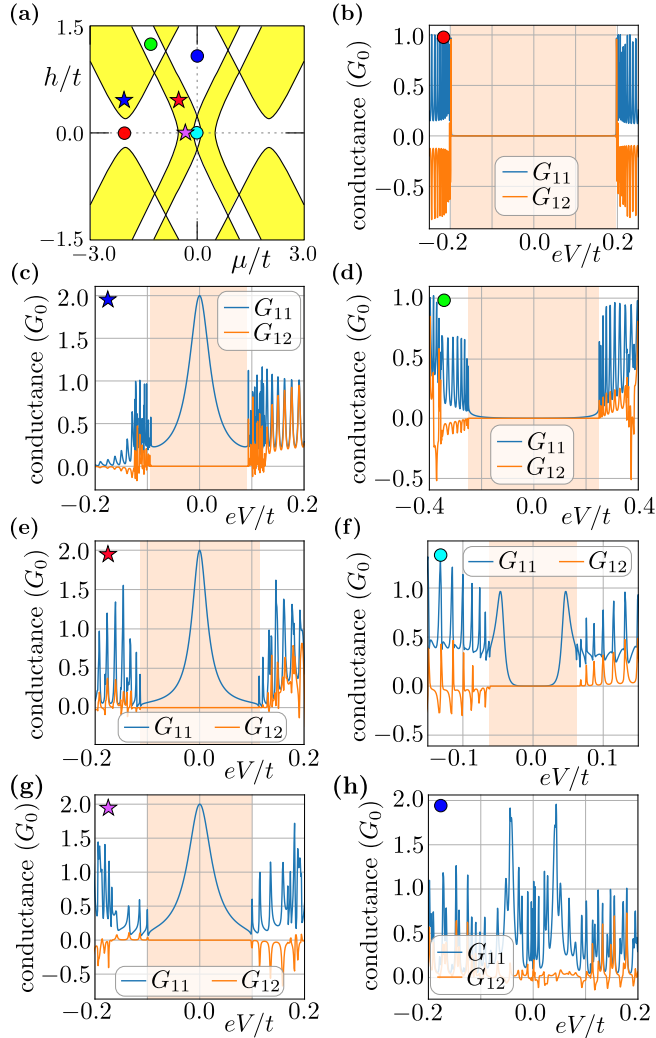 (a)
1.5
h/t
0.0
−1.5
−3.0 0.0 3.0
μ/t
(b)
conductance (G₀)
1.0
0.5
0.0
−0.5
G₁₁
G₁₂
−0.2 0.0 0.2
eV/t
(c)
conductance (G₀)
2.0
1.5
1.0
0.5
0.0
G₁₁
G₁₂
−0.2 0.0 0.2
eV/t
(d)
conductance (G₀)
1.0
0.5
0.0
−0.5
G₁₁
G₁₂
−0.4 0.0 0.4
eV/t
(e)
conductance (G₀)
2.0
1.5
1.0
0.5
0.0
G₁₁ G₁₂
−0.2 0.0 0.2
eV/t
(f)
conductance (G₀)
1.0
0.5
0.0
−0.5
G₁₁ G₁₂
−0.1 0.0 0.1
eV/t
(g)
conductance (G₀)
2.0
1.5
1.0
0.5
0.0
−0.5
G₁₁ G₁₂
−0.2 0.0 0.2
eV/t
(h)
conductance (G₀)
2.0
1.5
1.0
0.5
0.0
G₁₁
G₁₂
−0.2 0.0 0.2
eV/t